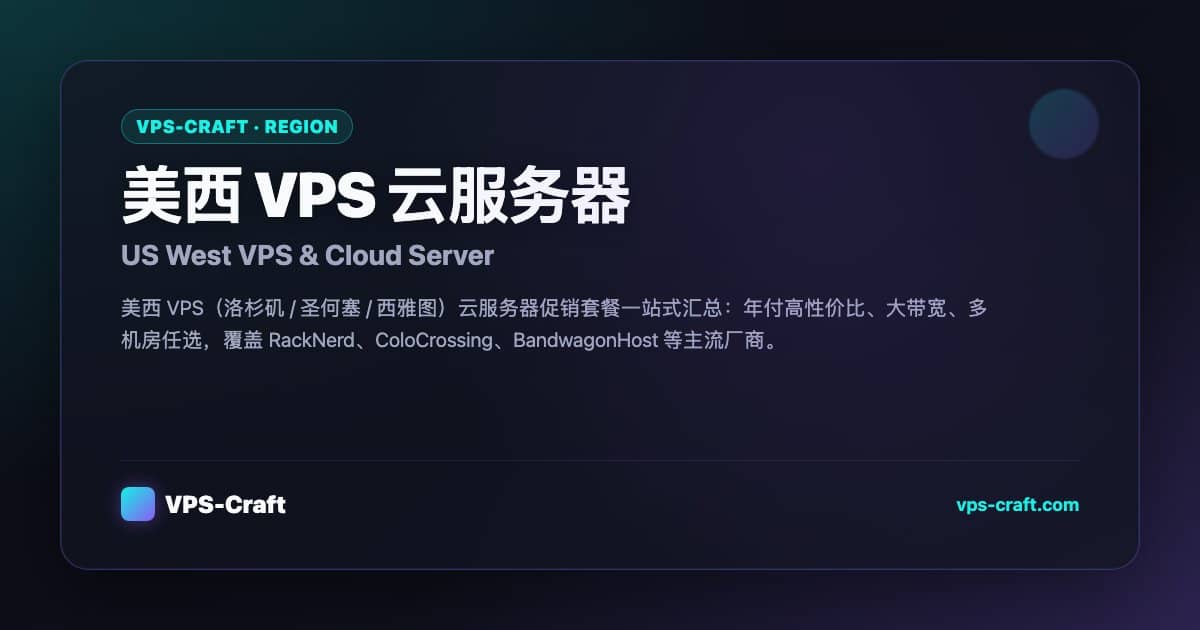 VPS-CRAFT · REGION
美西 VPS 云服务器
US West VPS & Cloud Server
美西 VPS（洛杉矶 / 圣何塞 / 西雅图）云服务器促销套餐一站式汇总：年付高性价比、大带宽、多
机房任选，覆盖 RackNerd、ColoCrossing、BandwagonHost 等主流厂商。
VPS-Craft
vps-craft.com